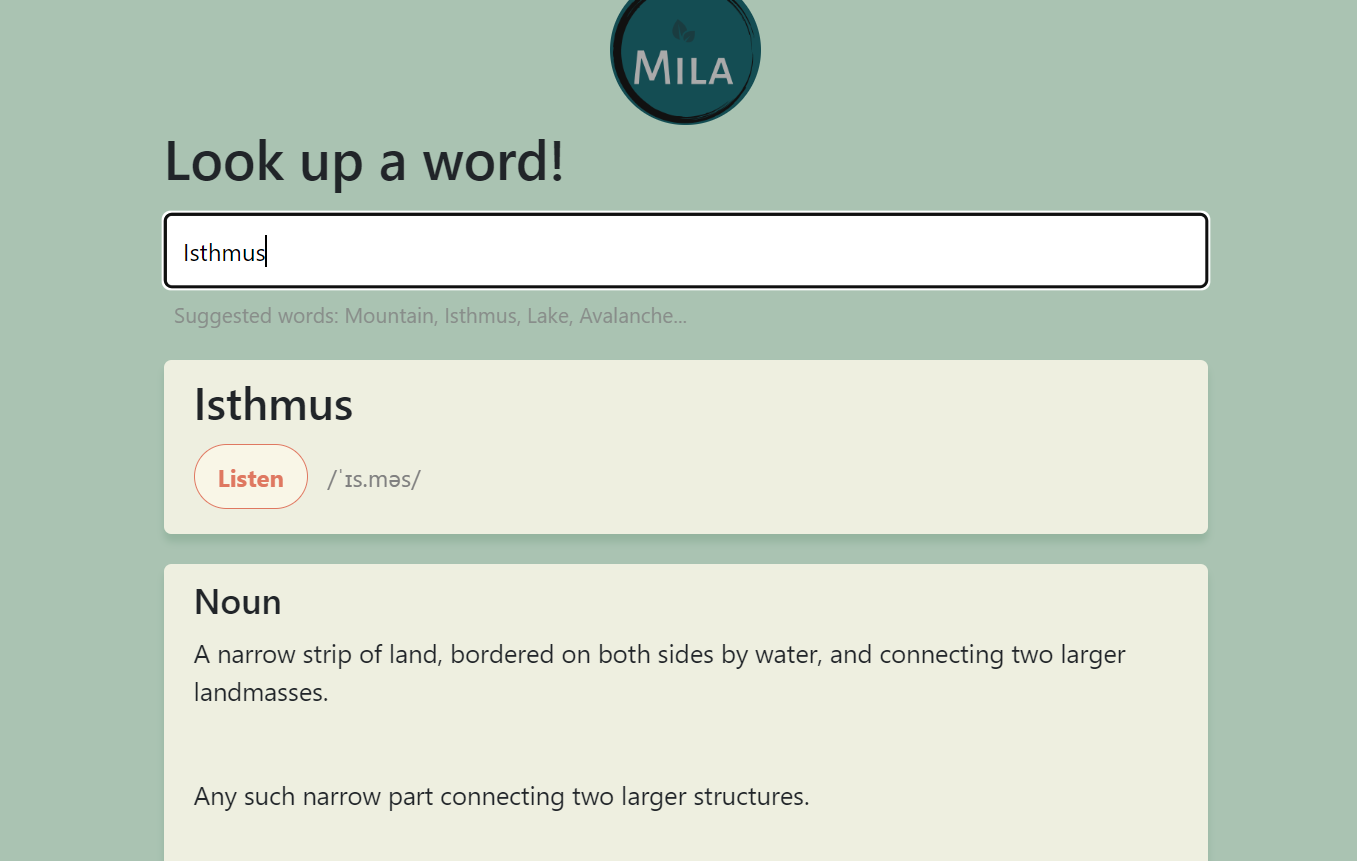 MILA
Look up a word!
Isthmus
Suggested words: Mountain, Isthmus, Lake, Avalanche...
Isthmus
Listen /ˈɪs.məs/
Noun
A narrow strip of land, bordered on both sides by water, and connecting two larger
landmasses.
Any such narrow part connecting two larger structures.